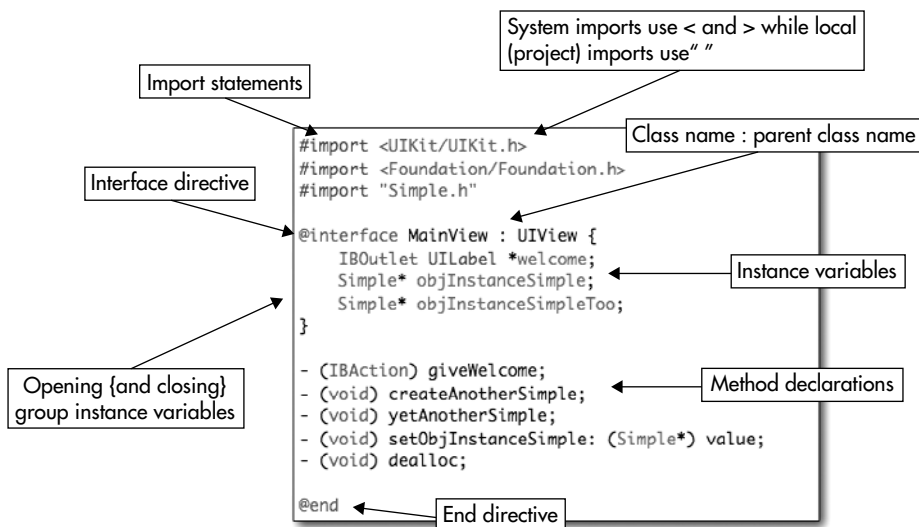 System imports use < and > while local
(project) imports use“ ”
Import statements
Class name : parent class name
Interface directive
#import <UIKit/UIKit.h>
#import <Foundation/Foundation.h>
#import "Simple.h"
@interface MainView : UIView {
IBOutlet UILabel *welcome;
Simple* objInstanceSimple;
Simple* objInstanceSimpleToo;
}
Instance variables
Opening {and closing}
group instance variables
- (IBAction) giveWelcome;
- (void) createAnotherSimple;
- (void) yetAnotherSimple;
- (void) setObjInstanceSimple: (Simple*) value;
- (void) dealloc;
Method declarations
@end
End directive